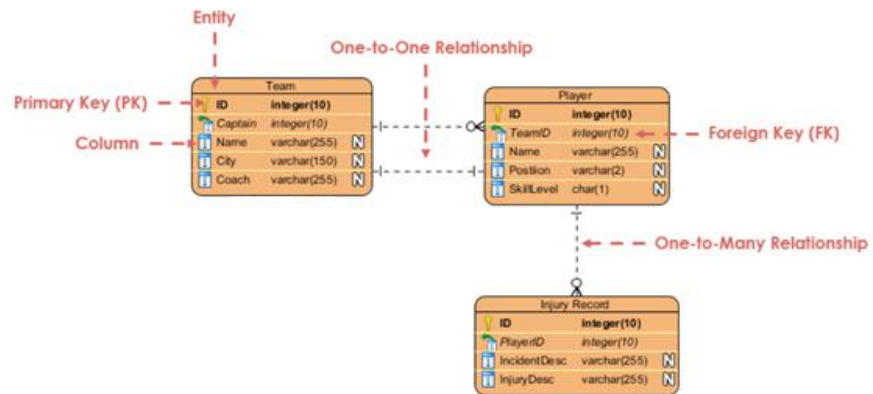 Entity
One-to-One Relationship
Team
Primary Key (PK)
ID integer(10)
Captain integer(10)
Column
Name varchar(255) N
City varchar(150) N
Coach varchar(255) N
Player
ID integer(10)
TeamID integer(10)
Foreign Key (FK)
Name varchar(255) N
Postiion varchar(2) N
SkillLevel char(1) N
One-to-Many Relationship
Injury Record
ID integer(10)
PlayerID integer(10)
IncidentDesc varchar(255) N
InjuryDesc varchar(255) N